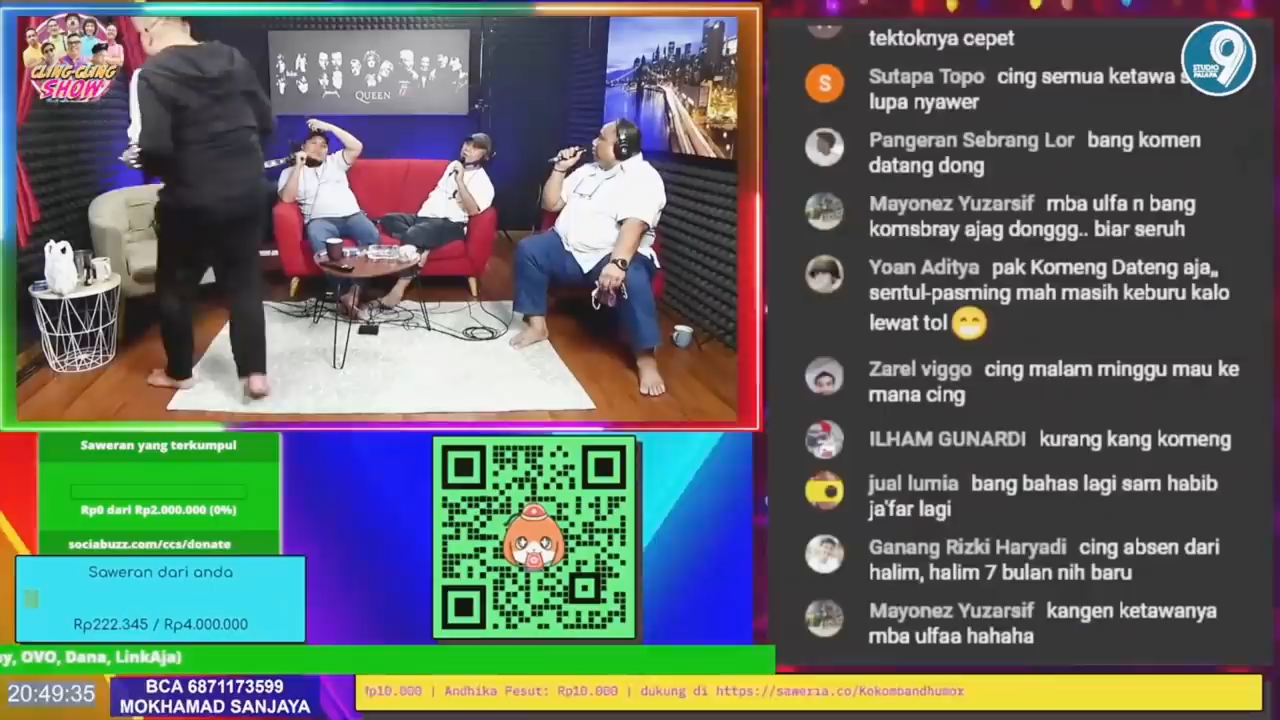 CLING-CLING
SHOW
QUEEN
STUDIO
PALAPA
9
tektoknya cepet
Sutapa Topo cing semua ketawa
lupa nyawer
Pangeran Sebrang Lor bang komen
datang dong
Mayonez Yuzarsif mba ulfa n bang
komsbray ajag donggg.. biar seruh
Yoan Aditya pak Komeng Dateng aja,,
sentul-pasming mah masih keburu kalo
lewat tol
Zarel viggo cing malam minggu mau ke
mana cing
ILHAM GUNARDI kurang kang komeng
jual lumia bang bahas lagi sam habib
ja'far lagi
Ganang Rizki Haryadi cing absen dari
halim, halim 7 bulan nih baru
Mayonez Yuzarsif kangen ketawanya
mba ulfaa hahaha
Saweran yang terkumpul
Rp0 dari Rp2.000.000 (0%)
sociabuzz.com/ccs/donate
Saweran dari anda
Rp222.345 / Rp4.000.000
y, OVO, Dana, LinkAja)
20:49:35
BCA 6871173599
MOKHAMAD SANJAYA
Rp10.000 | Andhika Pesut: Rp10.000 | dukung di https://saweria.co/Kokombandhumor